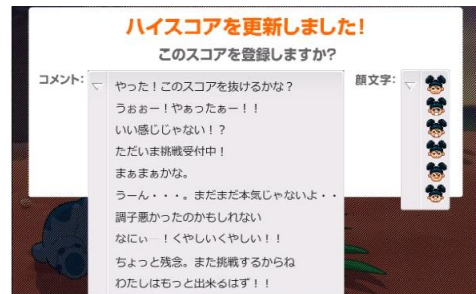 ハイスコアを更新しました!
このスコアを登録しますか?
コメント:
やった！このスコアを抜けるかな？
うぉぉー！やぁったぁー！！
いい感じじゃない！？
ただいま挑戦受付中！
まぁまぁかな。
うーん・・・。まだまだ本気じゃないよ・・
調子悪かったのかもしれない
なにぃ―！くやしいくやしい！！
ちょっと残念。また挑戦するからね
わたしはもっと出来るはず！！
顔文字: